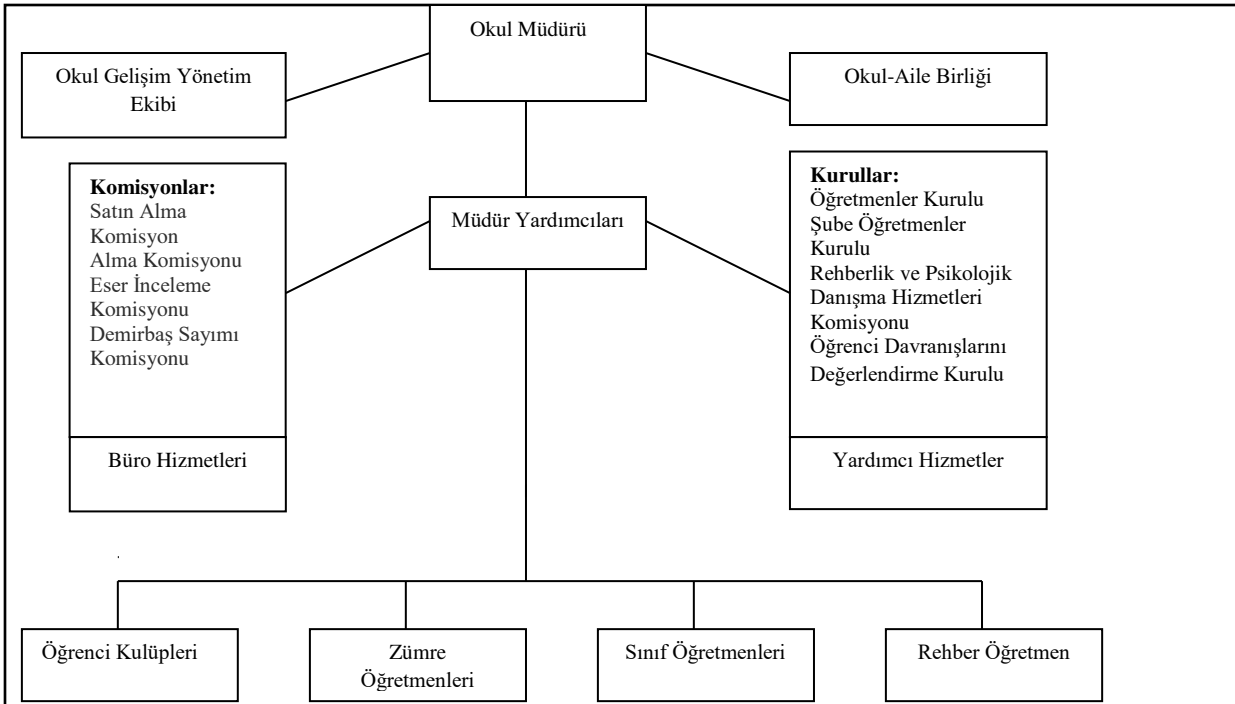 Okul Müdürü
Okul Gelişim Yönetim
Ekibi
Okul-Aile Birliği
Komisyonlar:
Satın Alma
Komisyon
Alma Komisyonu
Eser İnceleme
Komisyonu
Demirbaş Sayımı
Komisyonu
Müdür Yardımcıları
Kurullar:
Öğretmenler Kurulu
Şube Öğretmenler
Kurulu
Rehberlik ve Psikolojik
Danışma Hizmetleri
Komisyonu
Öğrenci Davranışlarını
Değerlendirme Kurulu
Büro Hizmetleri
Yardımcı Hizmetler
Öğrenci Kulüpleri
Zümre
Öğretmenleri
Sınıf Öğretmenleri
Rehber Öğretmen